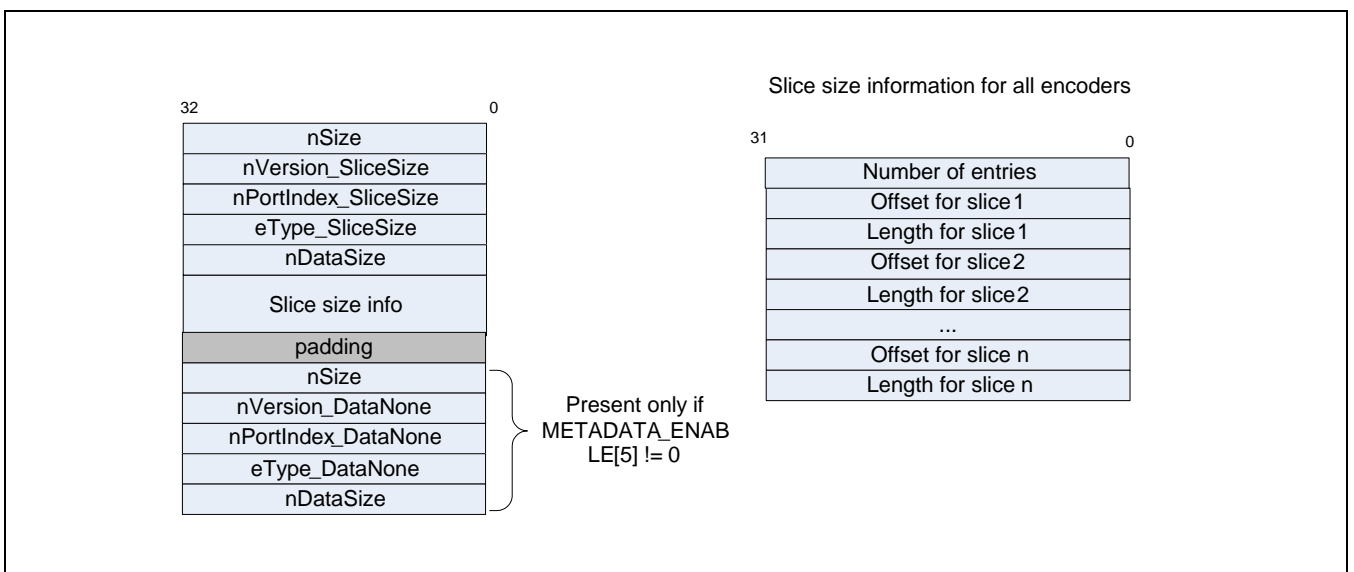 Slice size information for all encoders
32 0
nSize
nVersion_SliceSize
nPortIndex_SliceSize
eType_SliceSize
nDataSize
Slice size info
padding
nSize
nVersion_DataNone
nPortIndex_DataNone
eType_DataNone
nDataSize
Present only if
METADATA_ENAB
LE[5] != 0
31 0
Number of entries
Offset for slice1
Length for slice1
Offset for slice2
Length for slice2
...
Offset for slice n
Length for slice n